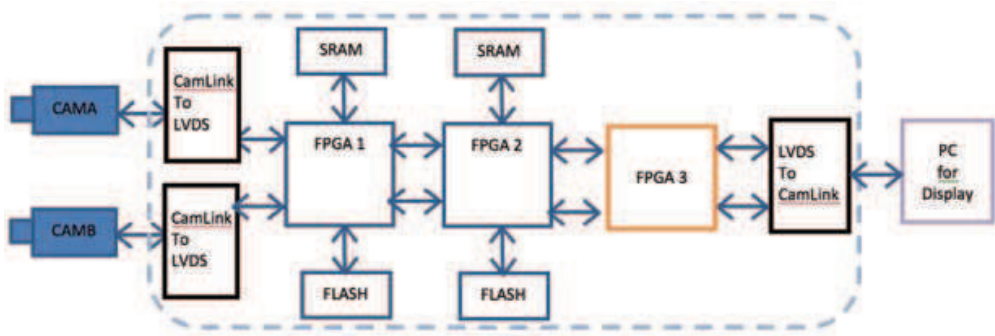 SRAM
SRAM
CAMA
CamLink
To
LVDS
FPGA 1
FPGA 2
FPGA 3
LVDS
To
CamLink
PC
for
Display
CAMB
CamLink
To
LVDS
FLASH
FLASH